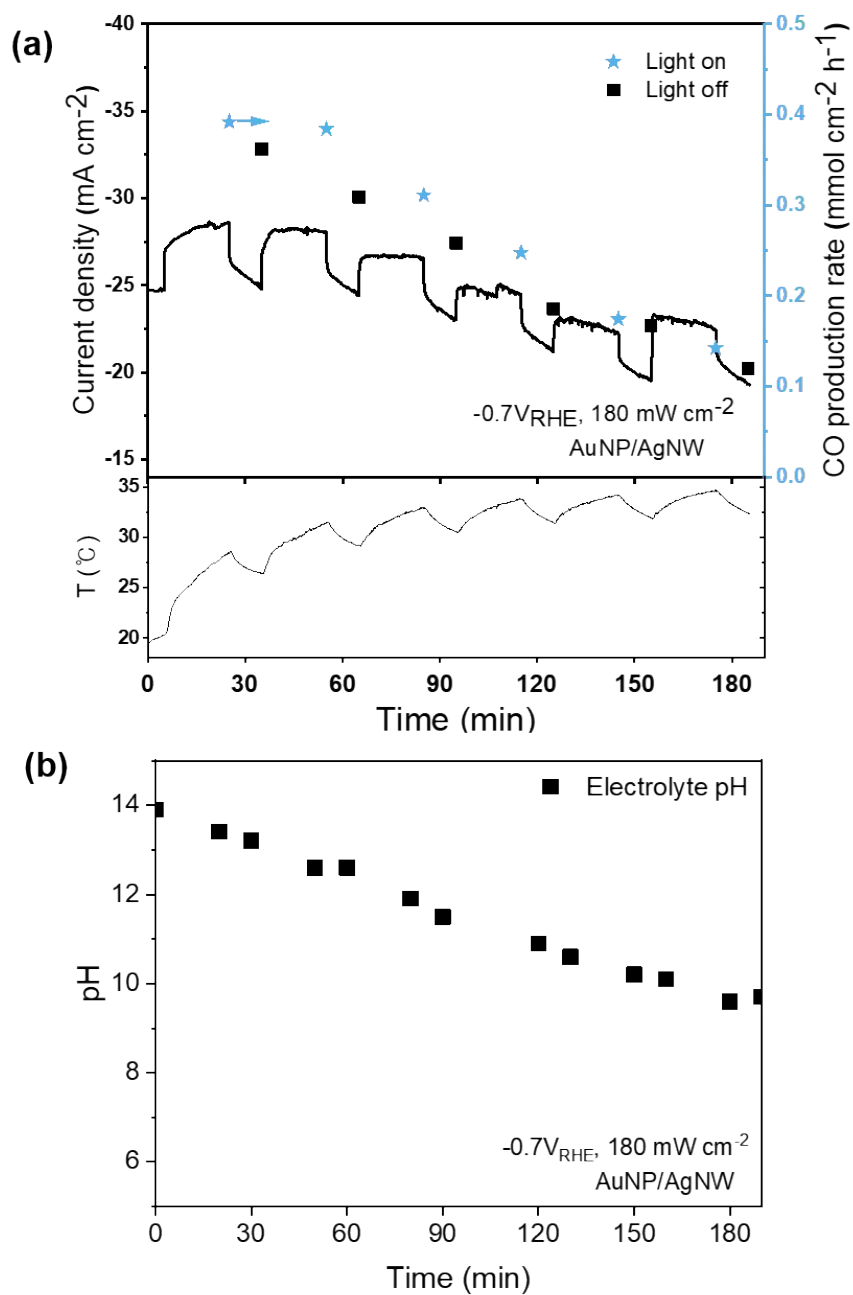 (a)
Current density (mA cm-2)
-40
-35
-30
-25
-20
-15
Light on
Light off
-0.7VRHE, 180 mW cm-2
AuNP/AgNW
0.5
0.4
0.3
0.2
0.1
0.0
CO production rate (mmol cm-2 h-1)
T (℃)
35
30
25
20
0 30 60 90 120 150 180
Time (min)
(b)
Electrolyte pH
pH
14
12
10
8
6
-0.7VRHE, 180 mW cm-2
AuNP/AgNW
0 30 60 90 120 150 180
Time (min)